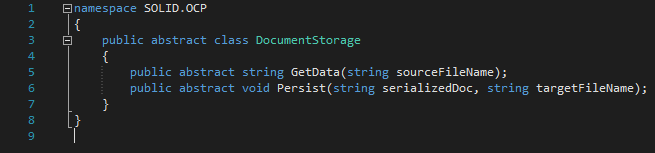 1 namespace SOLID.OCP
2 {
3 public abstract class DocumentStorage
4 {
5 public abstract string GetData(string sourceFileName);
6 public abstract void Persist(string serializedDoc, string targetFileName);
7 }
8 }
9